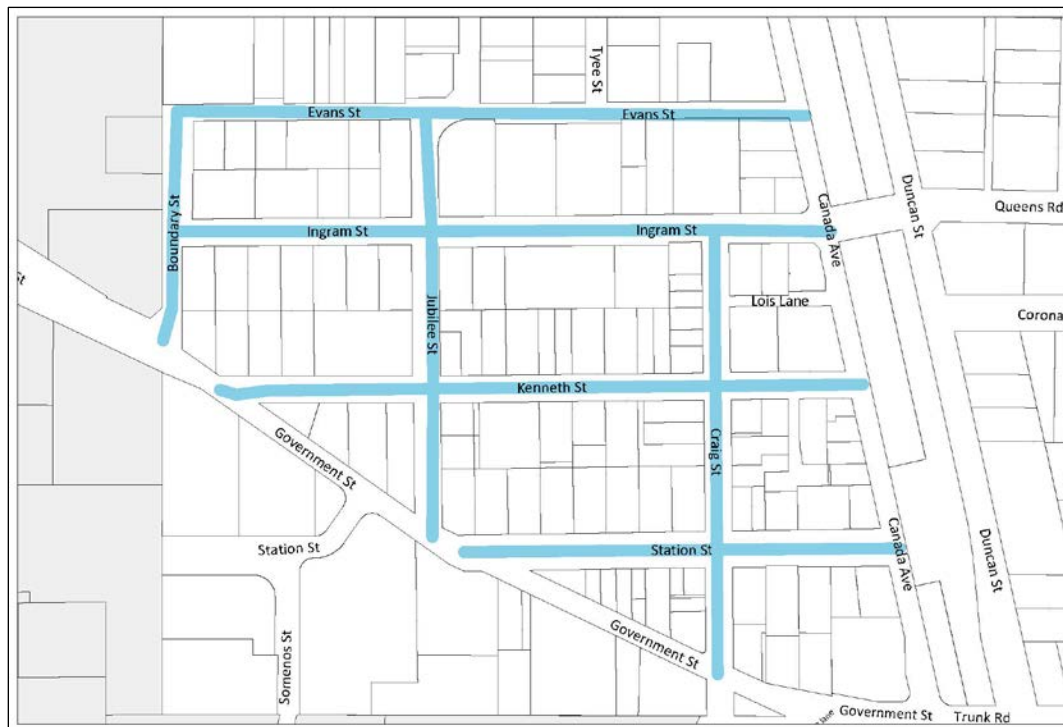 Tyee St
Evans St
Evans St
Boundary St
Ingram St
Ingram St
Canada Ave
Duncan St
Queens Rd
St
Jubilee St
Lois Lane
Corona
Kenneth St
Government St
Craig St
Station St
Station St
Canada Ave
Duncan St
Somenos St
Government St
Government St
Trunk Rd
lane